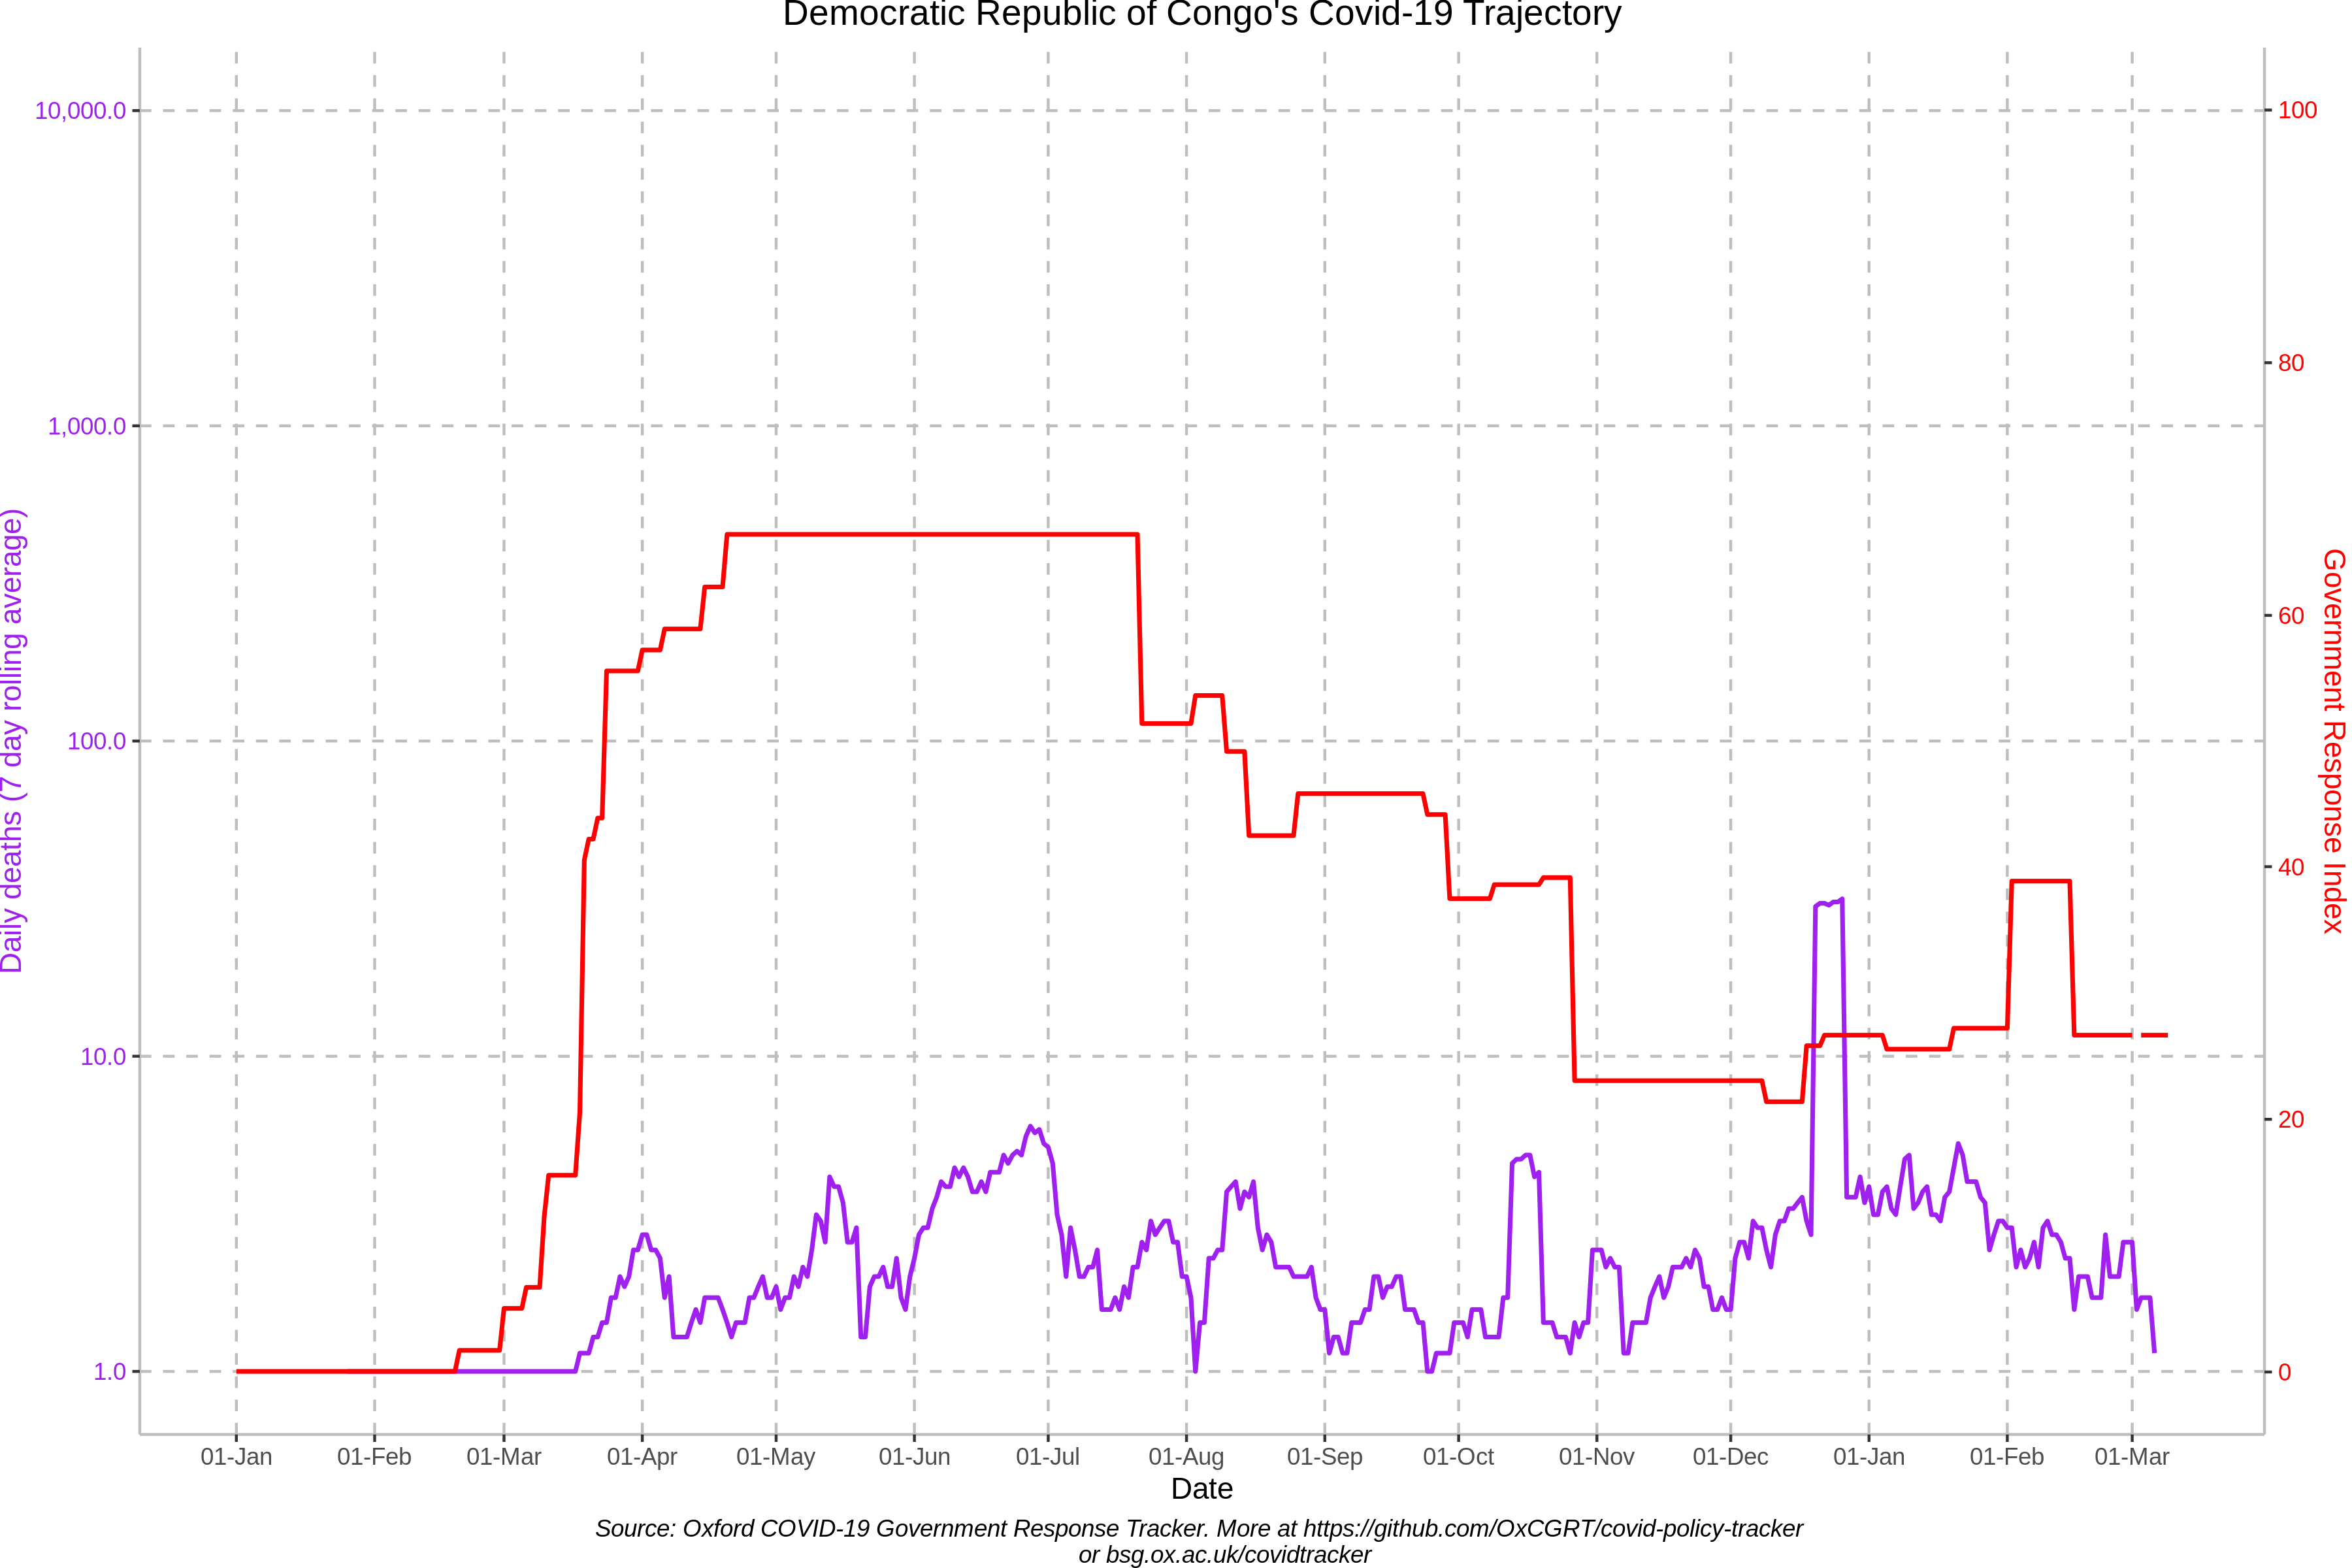 Democratic Republic of Congo's Covid-19 Trajectory
Daily deaths (7 day rolling average)
10,000.0
1,000.0
100.0
10.0
1.0
100
80
60
40
20
0
Government Response Index
01-Jan 01-Feb 01-Mar 01-Apr 01-May 01-Jun 01-Jul 01-Aug 01-Sep 01-Oct 01-Nov 01-Dec 01-Jan 01-Feb 01-Mar
Date
Source: Oxford COVID-19 Government Response Tracker. More at https://github.com/OxCGRT/covid-policy-tracker
or bsg.ox.ac.uk/covidtracker